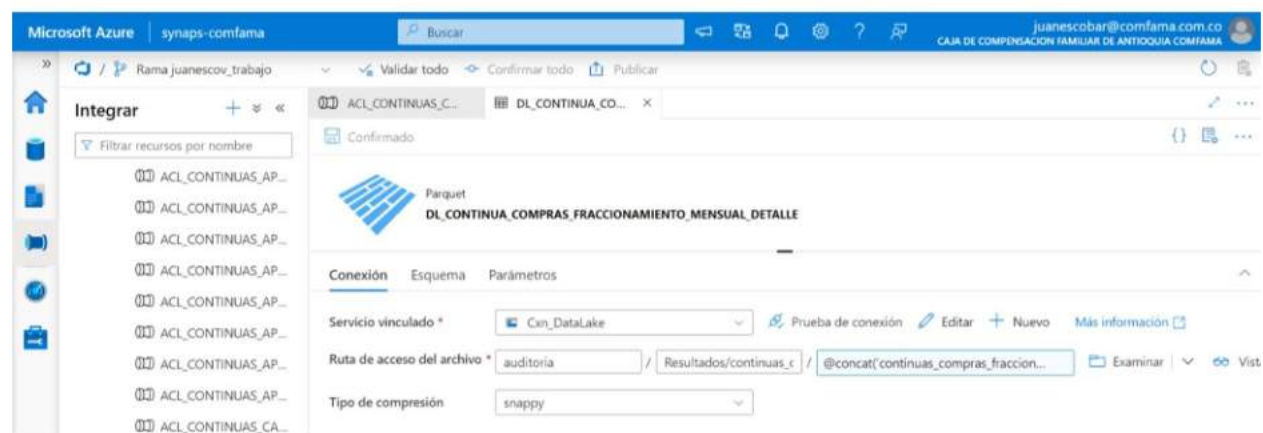 Microsoft Azure | synaps-comfama
Buscar
juanescobar@comfama.com.co
CAJA DE COMPENSACION FAMILIAR DE ANTIOQUIA COMFAMA
» / Rama juanescov_trabajo
Validar todo Confirmar todo Publicar
Integrar
Filtrar recursos por nombre
ACL_CONTINUAS_AP...
ACL_CONTINUAS_AP...
ACL_CONTINUAS_AP...
ACL_CONTINUAS_AP...
ACL_CONTINUAS_AP...
ACL_CONTINUAS_AP...
ACL_CONTINUAS_AP...
ACL_CONTINUAS_AP...
ACL_CONTINUAS_CA...
ACL_CONTINUAS_C... DL_CONTINUA_CO... ×
Confirmado {} ...
Parquet
DL_CONTINUA_COMPRAS_FRACCIONAMIENTO_MENSUAL_DETALLE
Conexión Esquema Parámetros
Servicio vinculado * Cxn_DataLake Prueba de conexión Editar + Nuevo Más información
Ruta de acceso del archivo * auditoria / Resultados/continuas_c / @concat('continuas_compras_fraccion... Examinar Vist
Tipo de compresión snappy